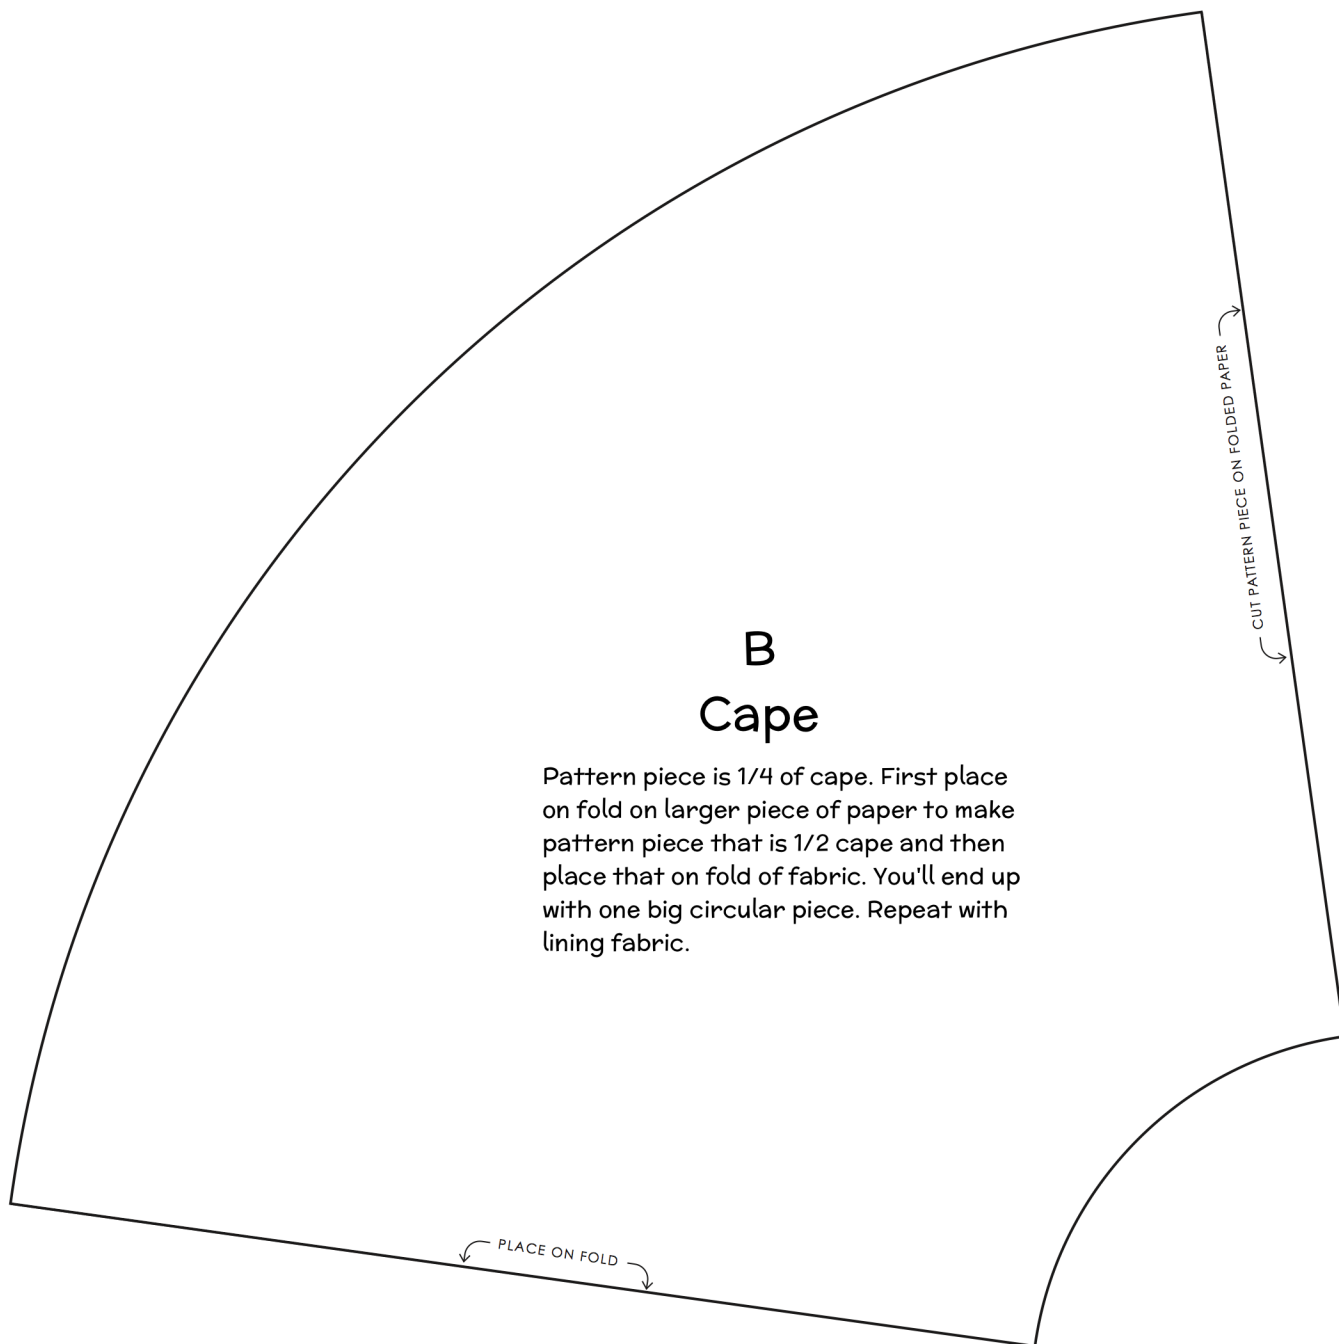 B
Cape
Pattern piece is 1/4 of cape. First place
on fold on larger piece of paper to make
pattern piece that is 1/2 cape and then
place that on fold of fabric. You'll end up
with one big circular piece. Repeat with
lining fabric.
CUT PATTERN PIECE ON FOLDED PAPER
PLACE ON FOLD